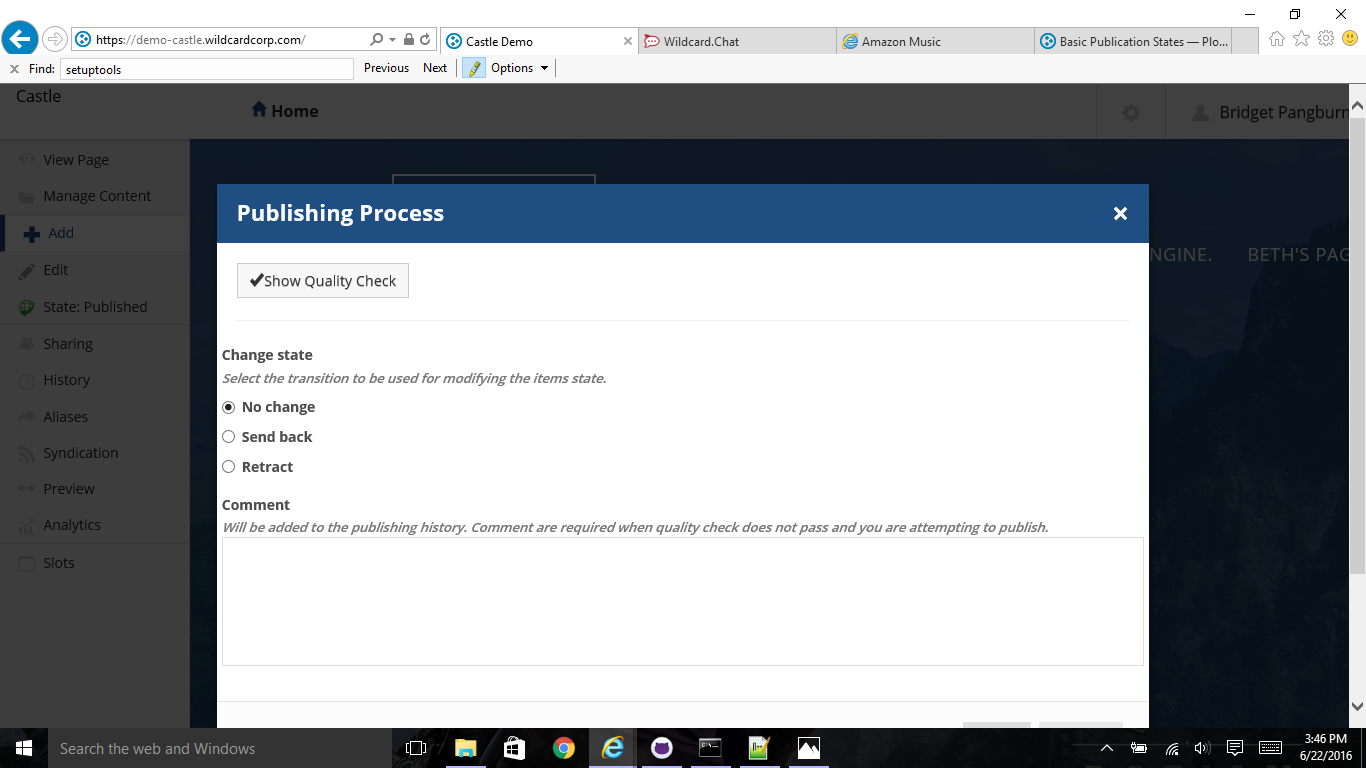 https://demo-castle.wildcardcorp.com/
Castle Demo
Wildcard.Chat
Amazon Music
Basic Publication States — Plo...
Find: setuptools Previous Next Options
Castle
Home
Bridget Pangburn
View Page
Manage Content
Add
Edit
State: Published
Sharing
History
Aliases
Syndication
Preview
Analytics
Slots
NGINE. BETH'S PAG
Publishing Process
Show Quality Check
Change state
Select the transition to be used for modifying the items state.
No change
Send back
Retract
Comment
Will be added to the publishing history. Comment are required when quality check does not pass and you are attempting to publish.
Search the web and Windows
3:46 PM
6/22/2016